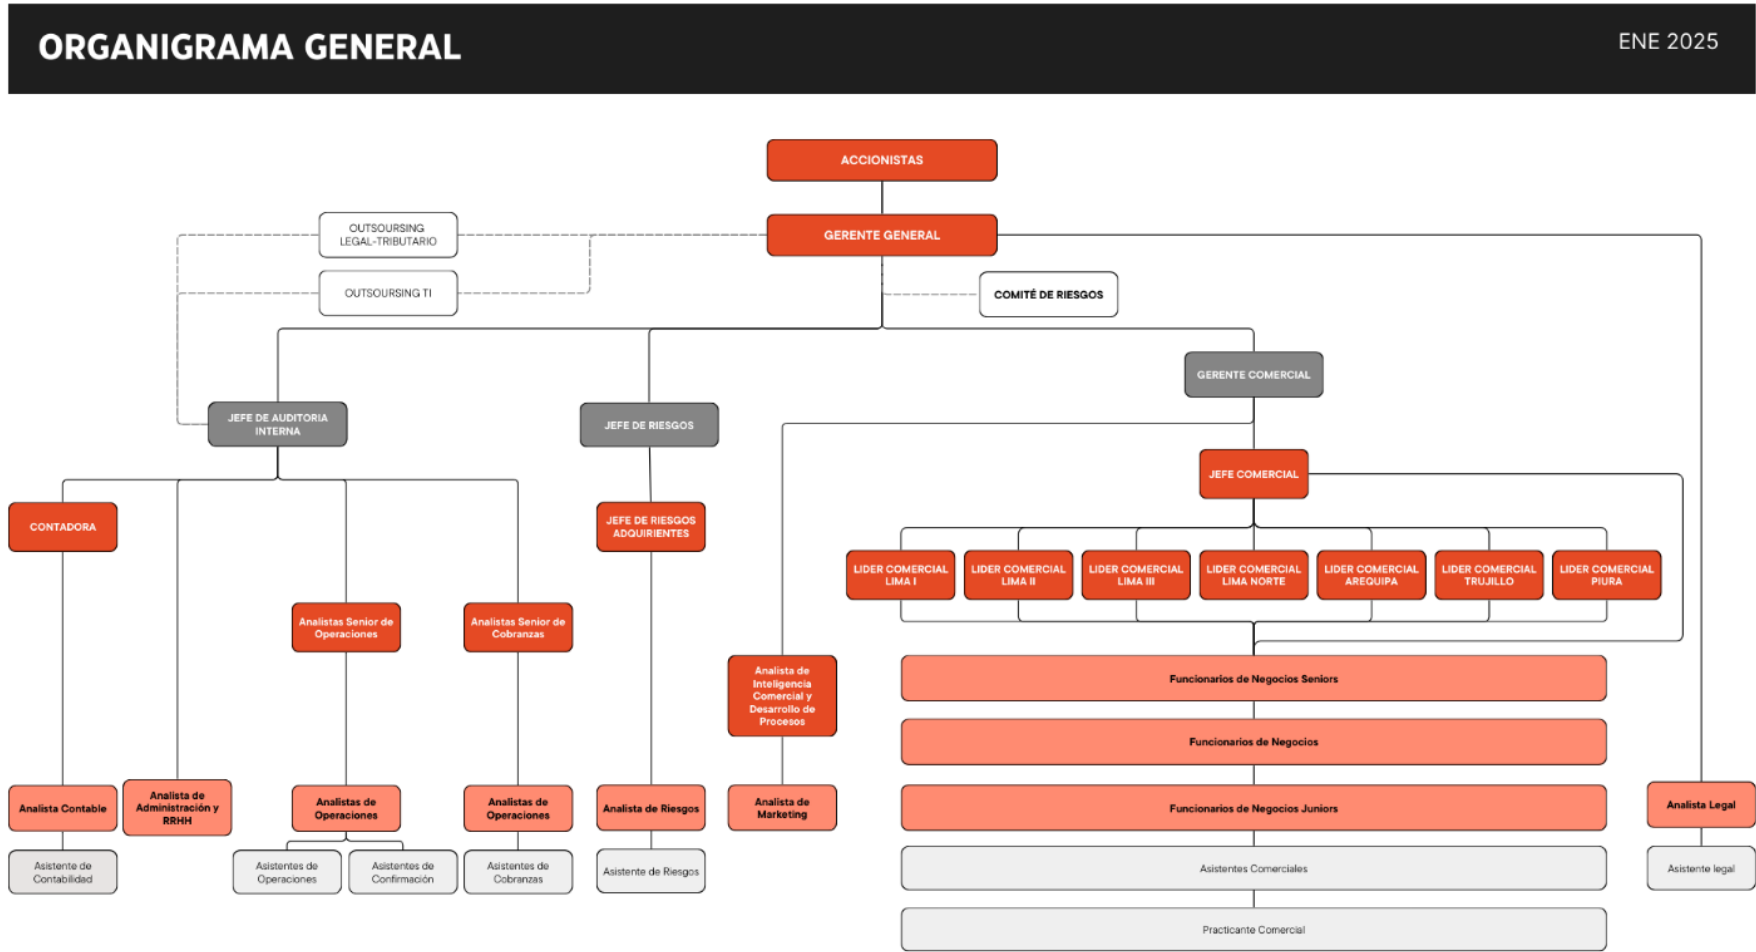 ORGANIGRAMA GENERAL
ENE 2025
ACCIONISTAS
GERENTE GENERAL
OUTSOURSING
LEGAL-TRIBUTARIO
OUTSOURSING TI
COMITÉ DE RIESGOS
GERENTE COMERCIAL
JEFE DE AUDITORIA
INTERNA
JEFE DE RIESGOS
JEFE COMERCIAL
CONTADORA
JEFE DE RIESGOS
ADQUIRIENTES
LIDER COMERCIAL
LIMA I
LIDER COMERCIAL
LIMA II
LIDER COMERCIAL
LIMA III
LIDER COMERCIAL
LIMA NORTE
LIDER COMERCIAL
AREQUIPA
LIDER COMERCIAL
TRUJILLO
LIDER COMERCIAL
PIURA
Analistas Senior de
Operaciones
Analistas Senior de
Cobranzas
Analista de
Inteligencia
Comercial y
Desarrollo de
Procesos
Funcionarios de Negocios Seniors
Funcionarios de Negocios
Analista Contable
Analista de
Administración y
RRHH
Analistas de
Operaciones
Analistas de
Operaciones
Analista de Riesgos
Analista de
Marketing
Funcionarios de Negocios Juniors
Analista Legal
Asistente de
Contabilidad
Asistentes de
Operaciones
Asistentes de
Confirmación
Asistentes de
Cobranzas
Asistente de Riesgos
Asistentes Comerciales
Asistente legal
Practicante Comercial